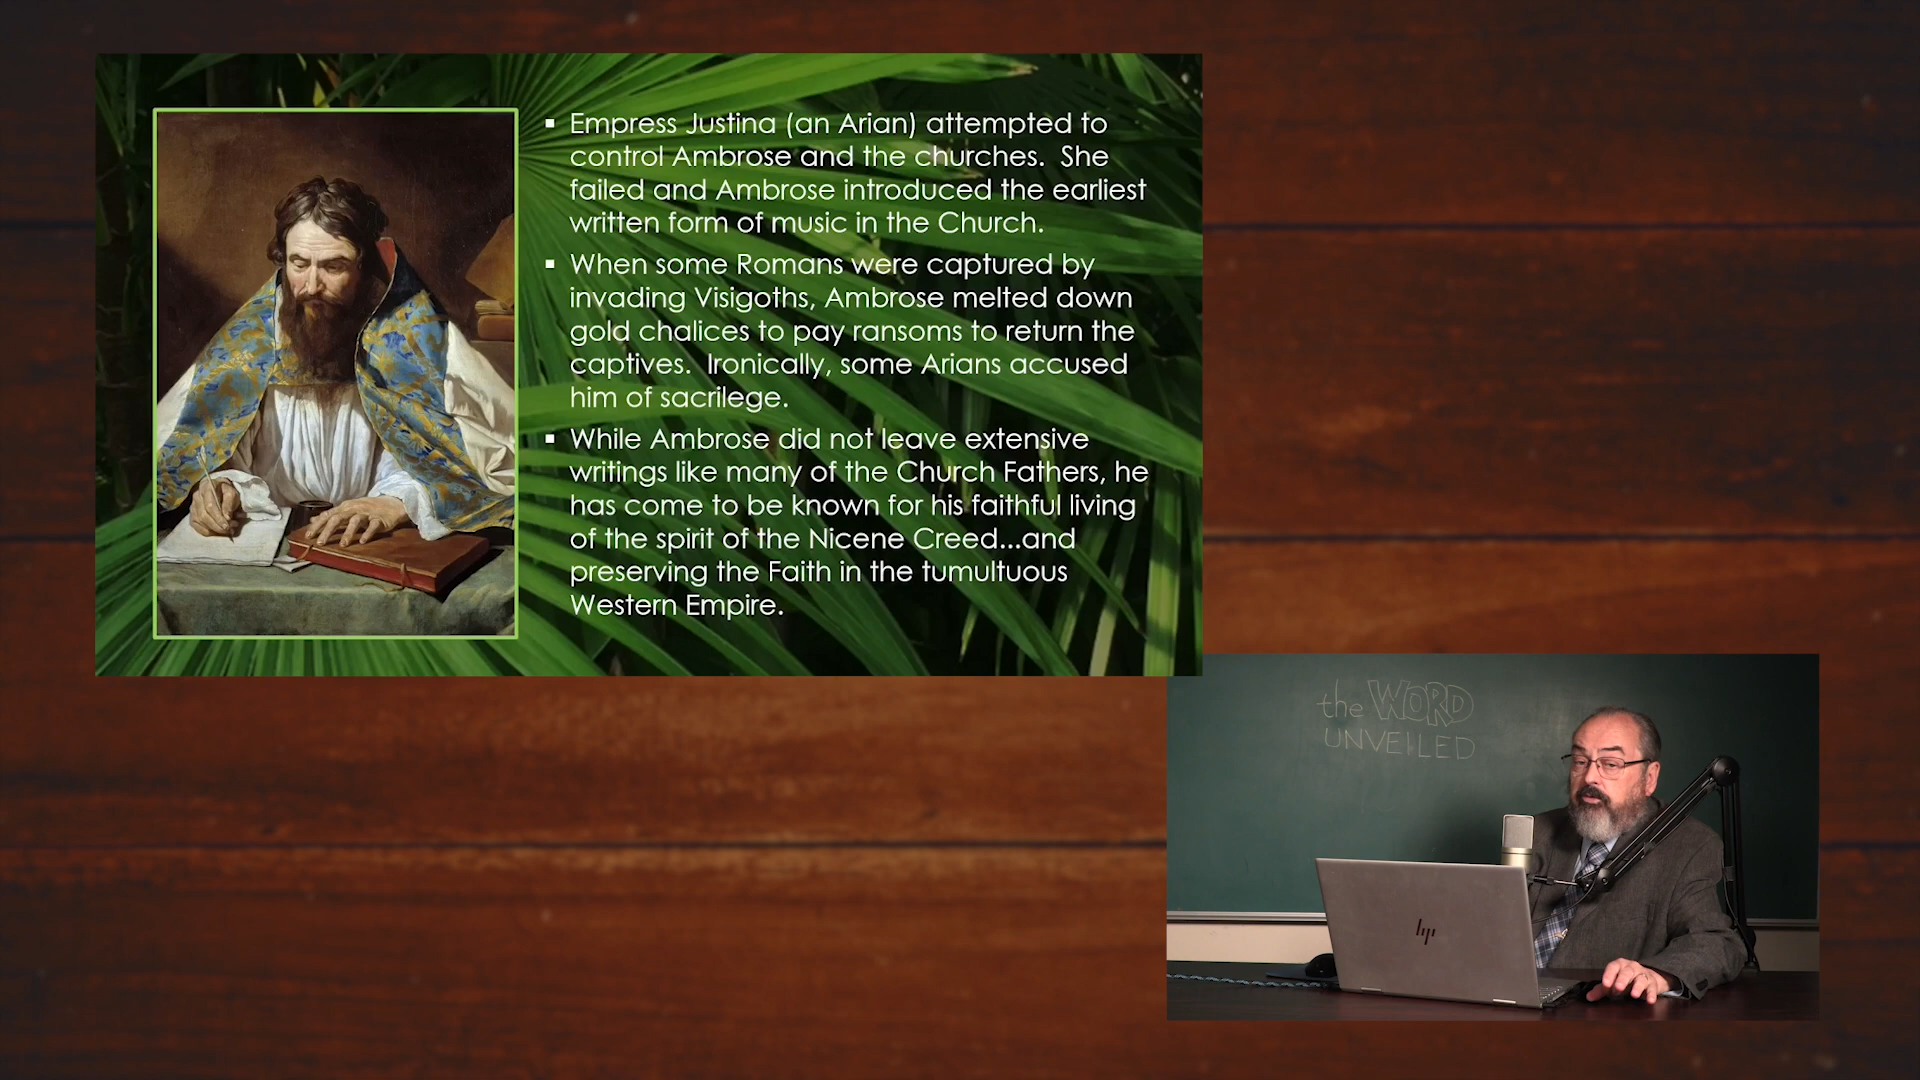 ▪ Empress Justina (an Arian) attempted to
control Ambrose and the churches.  She
failed and Ambrose introduced the earliest
written form of music in the Church.
▪ When some Romans were captured by
invading Visigoths, Ambrose melted down
gold chalices to pay ransoms to return the
captives.  Ironically, some Arians accused
him of sacrilege.
▪ While Ambrose did not leave extensive
writings like many of the Church Fathers, he
has come to be known for his faithful living
of the spirit of the Nicene Creed...and
preserving the Faith in the tumultuous
Western Empire.
the WORD
UNVEILED
hp